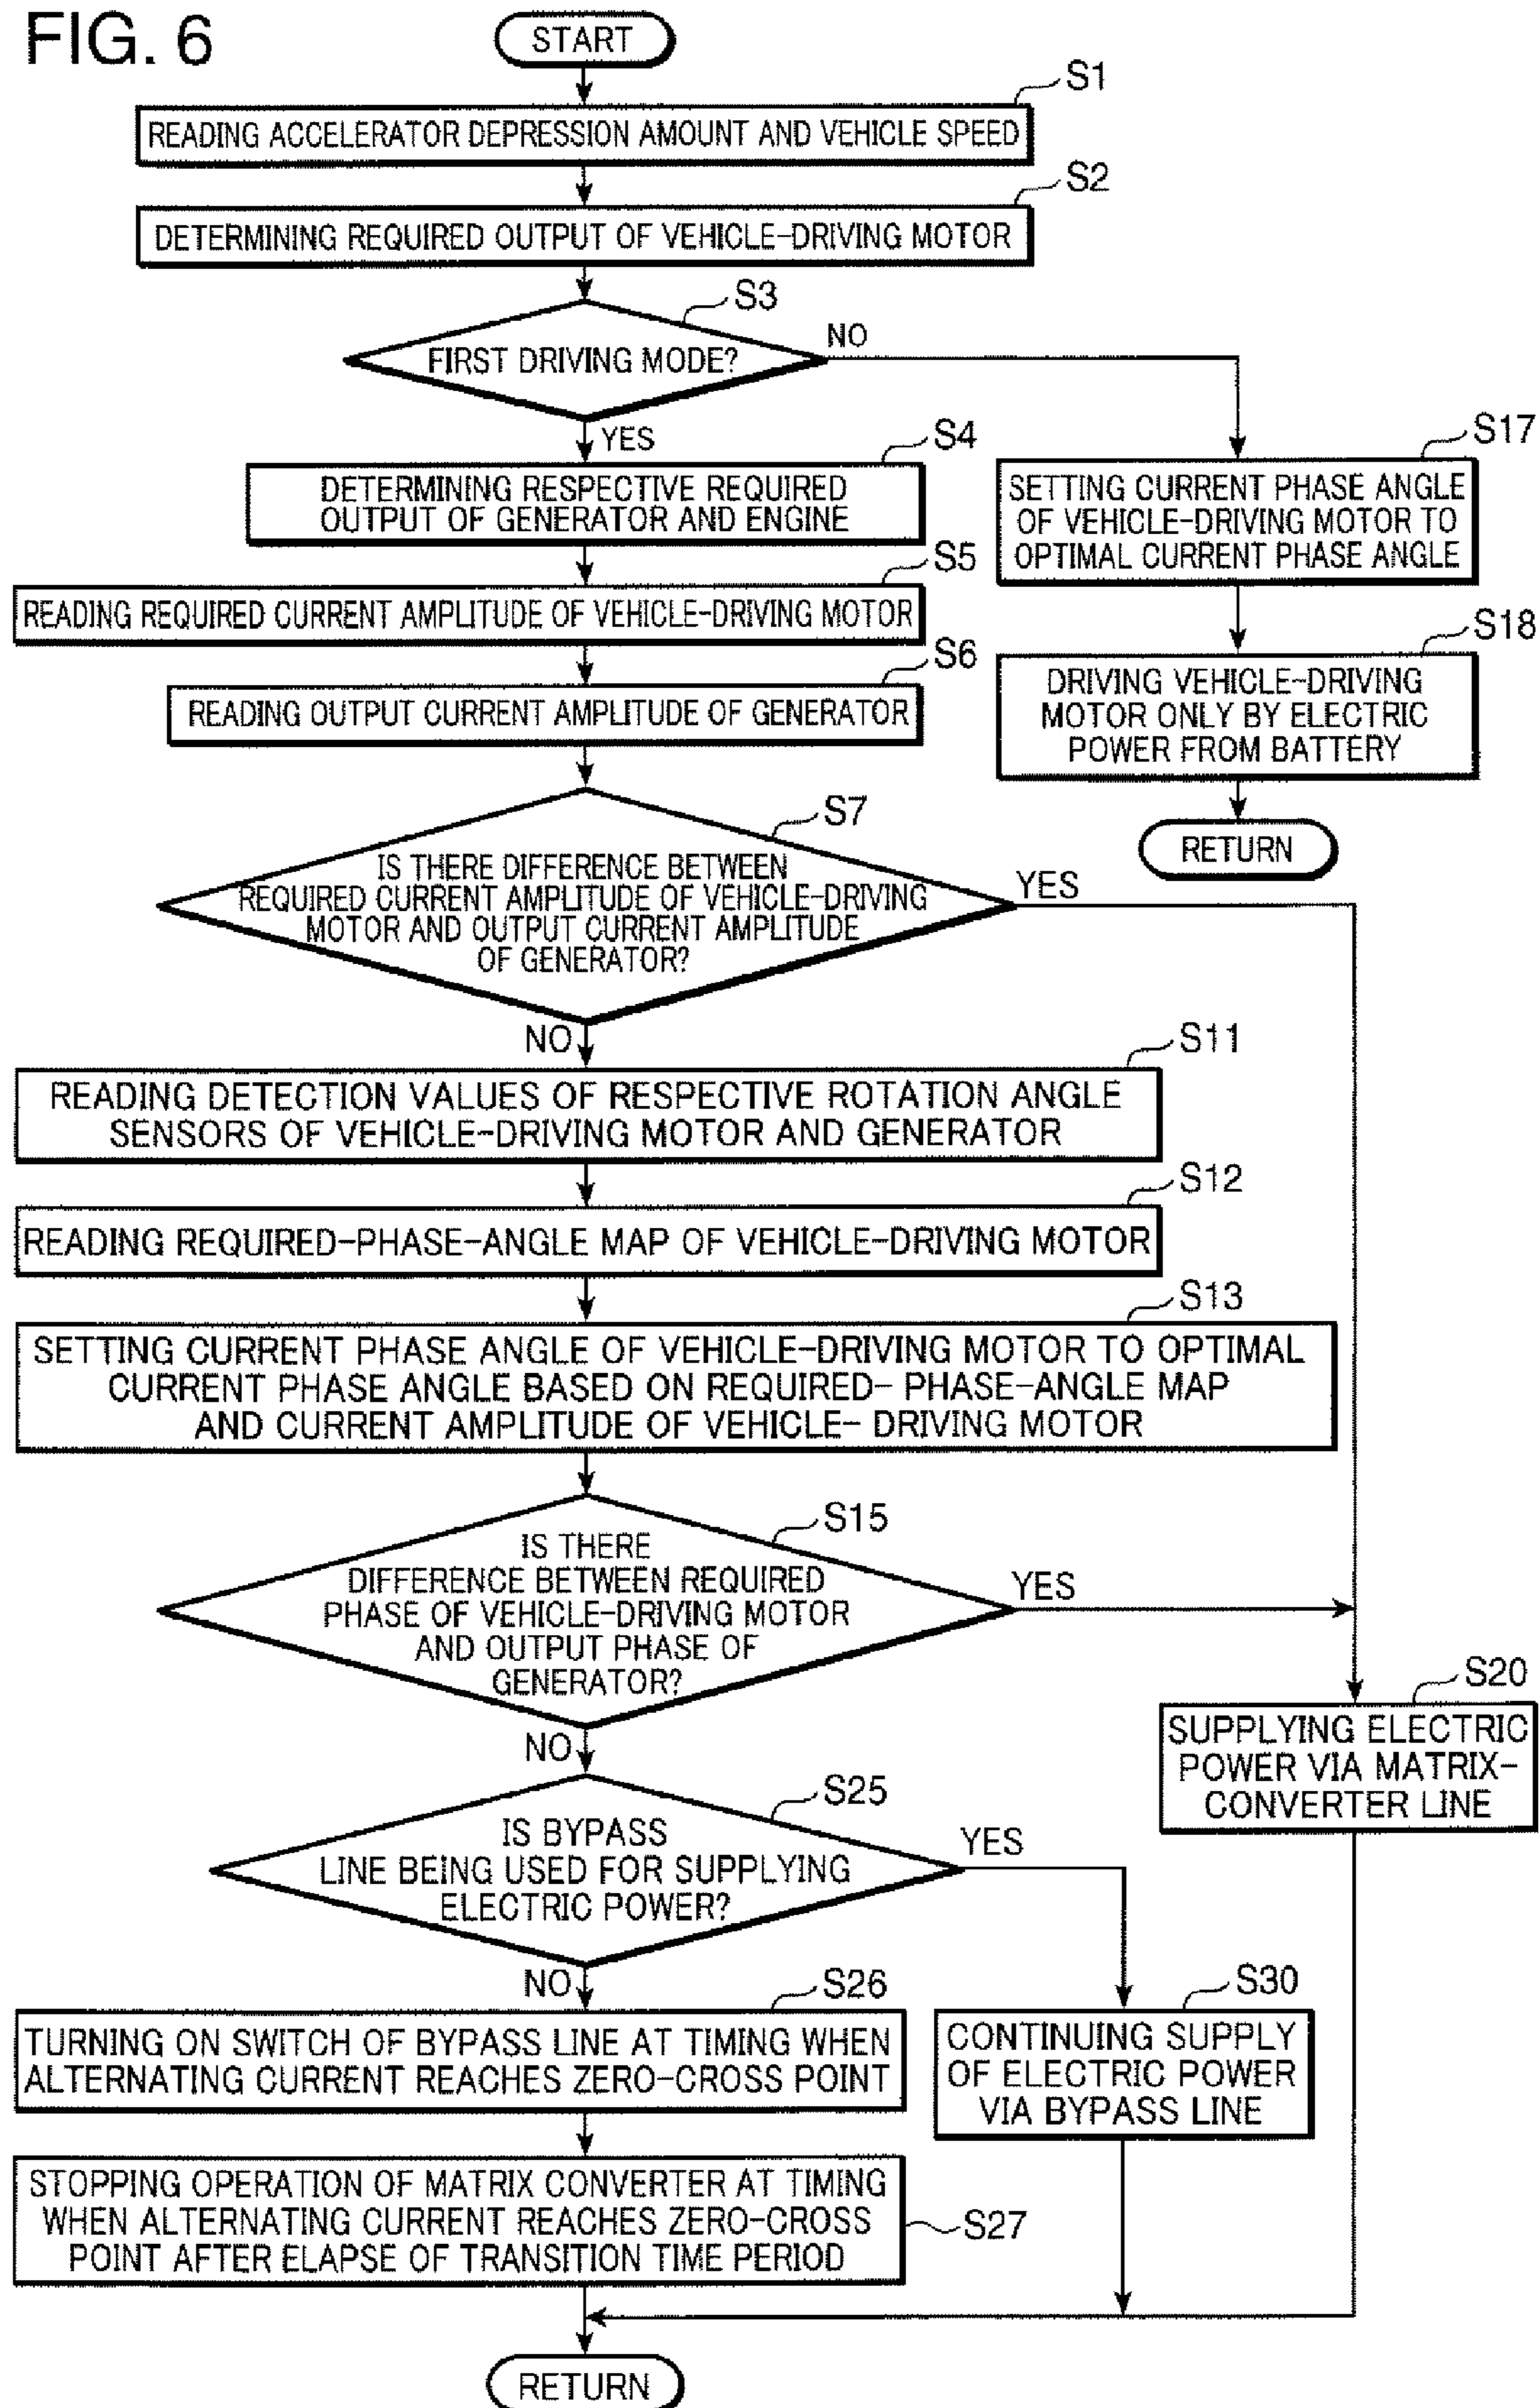 FIG. 6
START
S1
READING ACCELERATOR DEPRESSION AMOUNT AND VEHICLE SPEED
S2
DETERMINING REQUIRED OUTPUT OF VEHICLE-DRIVING MOTOR
S3
FIRST DRIVING MODE?
NO
YES
S4
DETERMINING RESPECTIVE REQUIRED
OUTPUT OF GENERATOR AND ENGINE
S17
SETTING CURRENT PHASE ANGLE
OF VEHICLE-DRIVING MOTOR TO
OPTIMAL CURRENT PHASE ANGLE
S5
READING REQUIRED CURRENT AMPLITUDE OF VEHICLE-DRIVING MOTOR
S18
DRIVING VEHICLE-DRIVING
MOTOR ONLY BY ELECTRIC
POWER FROM BATTERY
S6
READING OUTPUT CURRENT AMPLITUDE OF GENERATOR
RETURN
S7
IS THERE DIFFERENCE BETWEEN
REQUIRED CURRENT AMPLITUDE OF VEHICLE-DRIVING
MOTOR AND OUTPUT CURRENT AMPLITUDE
OF GENERATOR?
YES
NO
S11
READING DETECTION VALUES OF RESPECTIVE ROTATION ANGLE
SENSORS OF VEHICLE-DRIVING MOTOR AND GENERATOR
S12
READING REQUIRED-PHASE-ANGLE MAP OF VEHICLE-DRIVING MOTOR
S13
SETTING CURRENT PHASE ANGLE OF VEHICLE-DRIVING MOTOR TO OPTIMAL
CURRENT PHASE ANGLE BASED ON REQUIRED- PHASE-ANGLE MAP
AND CURRENT AMPLITUDE OF VEHICLE- DRIVING MOTOR
S15
IS THERE
DIFFERENCE BETWEEN REQUIRED
PHASE OF VEHICLE-DRIVING MOTOR
AND OUTPUT PHASE OF
GENERATOR?
YES
NO
S20
SUPPLYING ELECTRIC
POWER VIA MATRIX-
CONVERTER LINE
S25
IS BYPASS
LINE BEING USED FOR SUPPLYING
ELECTRIC POWER?
YES
NO
S26
TURNING ON SWITCH OF BYPASS LINE AT TIMING WHEN
ALTERNATING CURRENT REACHES ZERO-CROSS POINT
S30
CONTINUING SUPPLY
OF ELECTRIC POWER
VIA BYPASS LINE
STOPPING OPERATION OF MATRIX CONVERTER AT TIMING
WHEN ALTERNATING CURRENT REACHES ZERO-CROSS
POINT AFTER ELAPSE OF TRANSITION TIME PERIOD
S27
RETURN